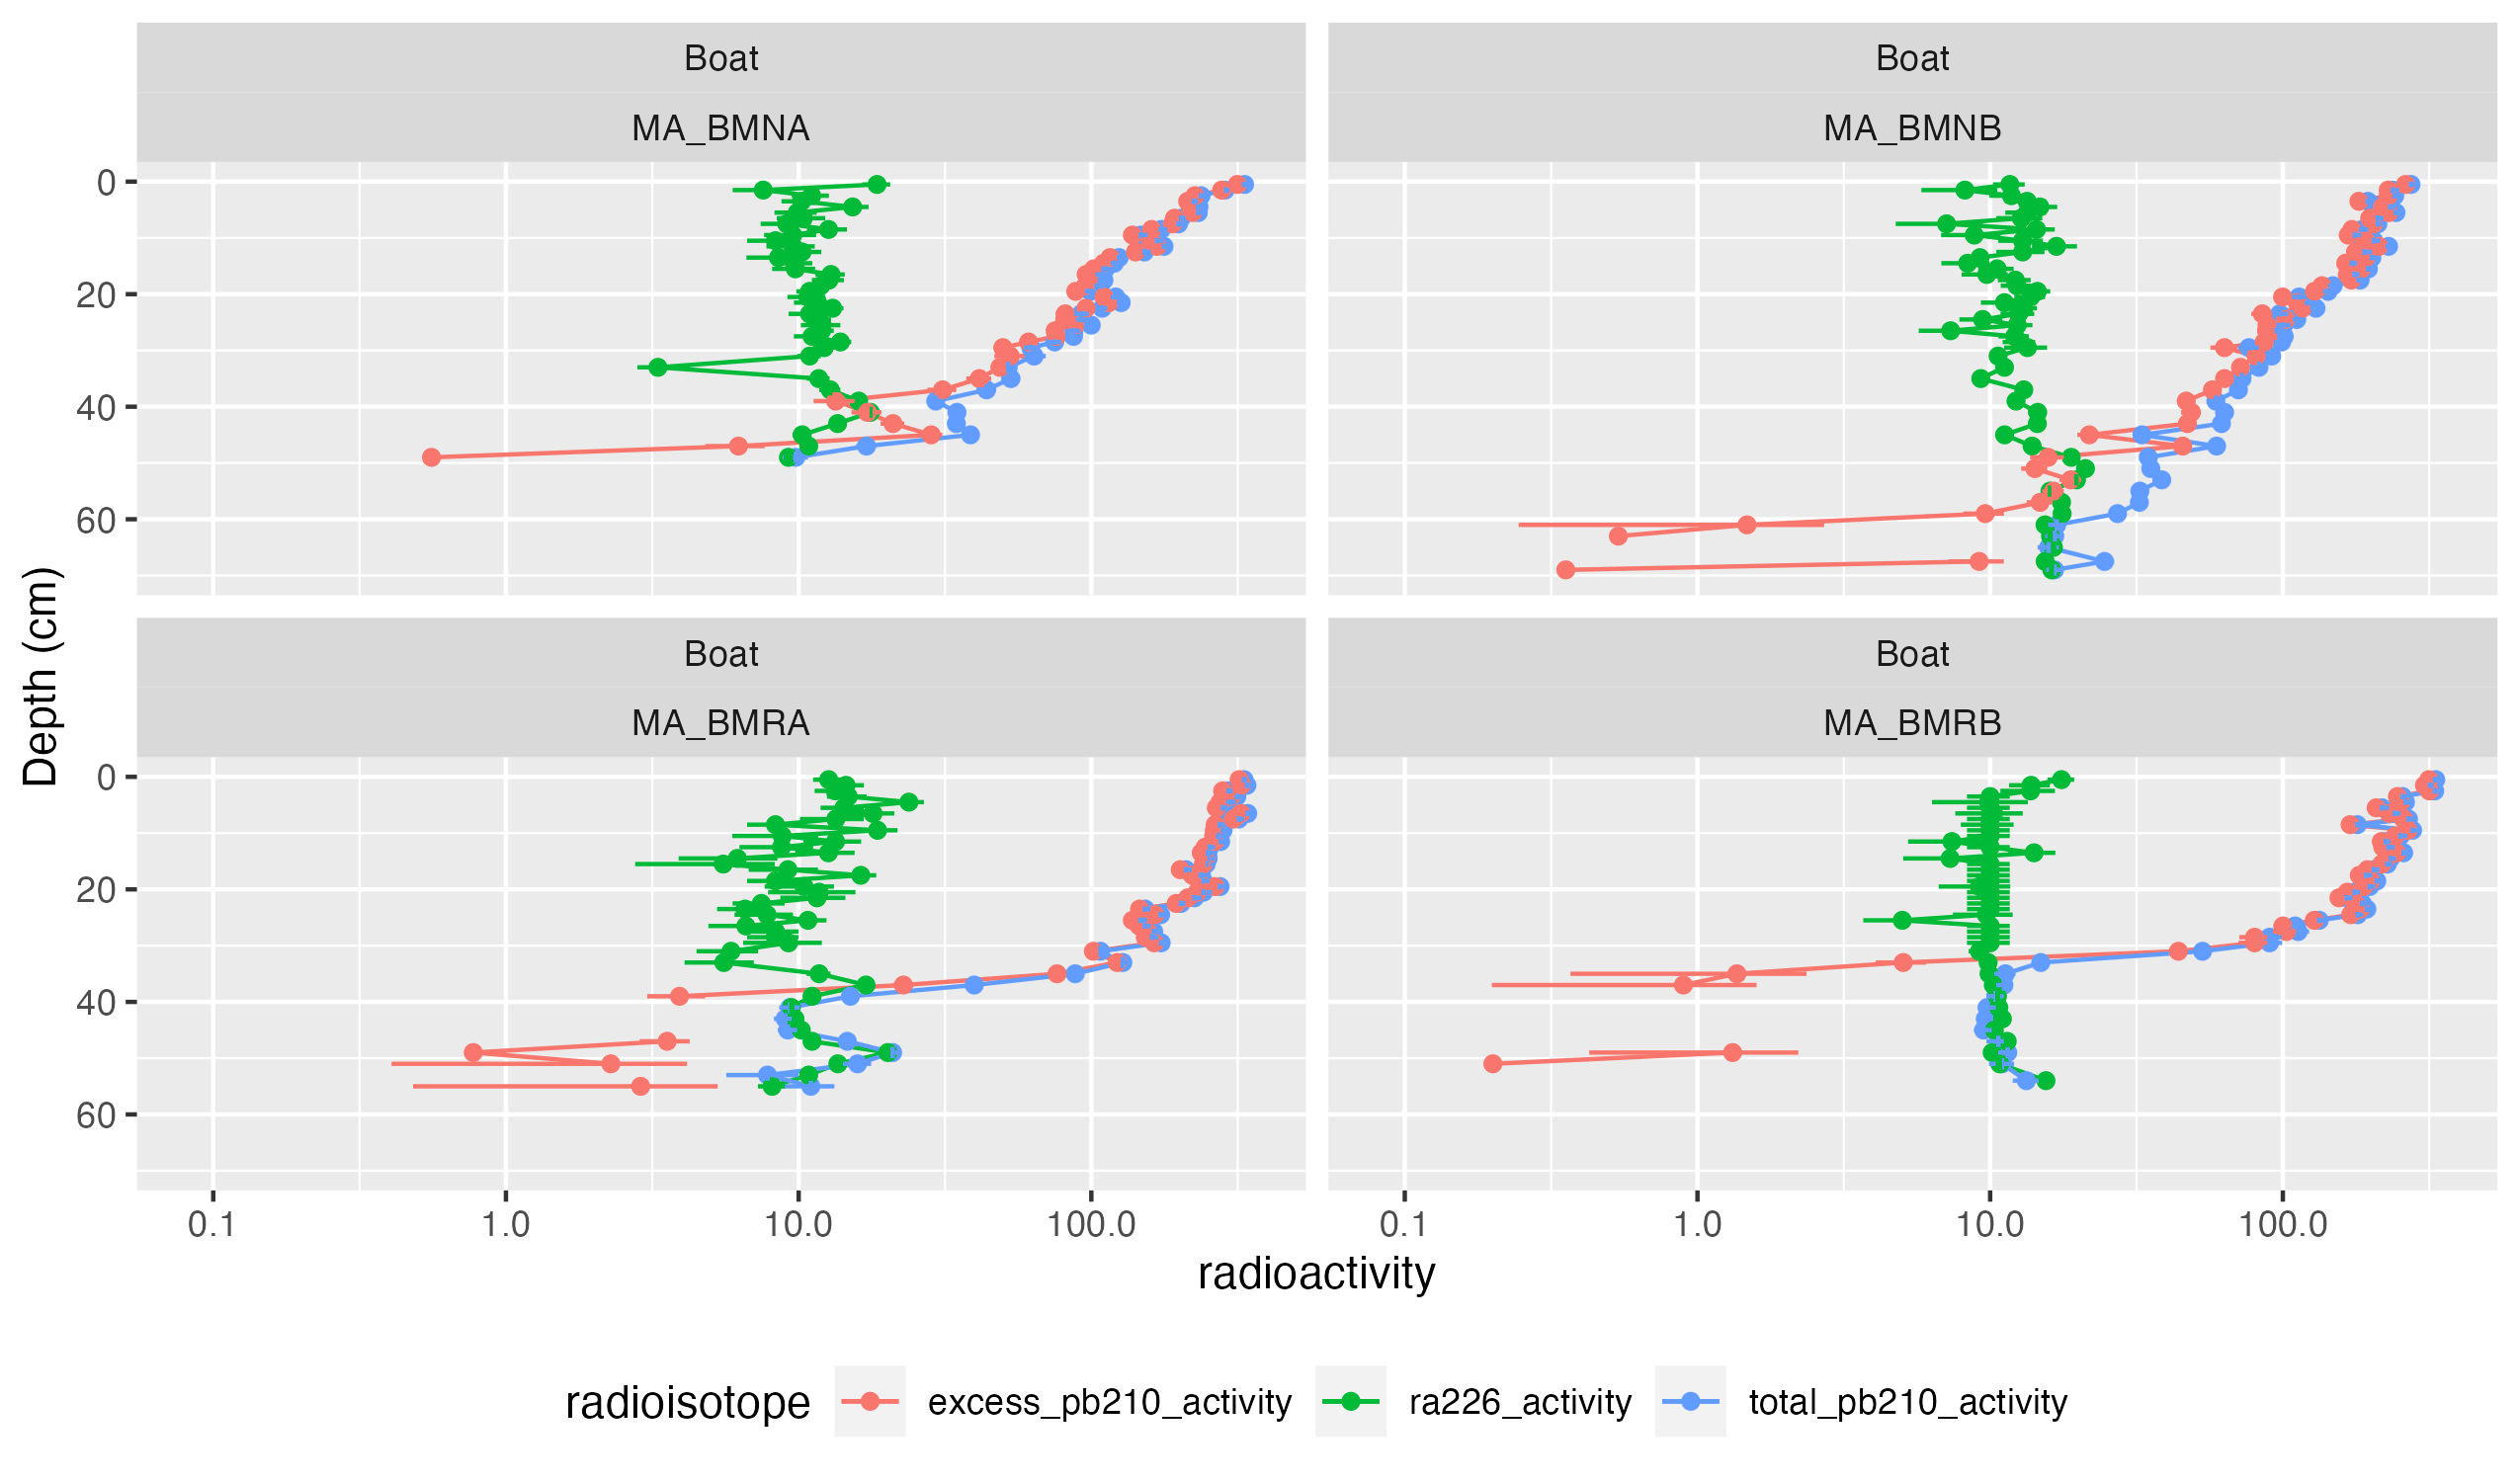 Boat
MA_BMNA
Boat
MA_BMNB
0
20
40
60
Boat
MA_BMRA
Boat
MA_BMRB
0
20
40
60
Depth (cm)
0.1 1.0 10.0 100.0
0.1 1.0 10.0 100.0
radioactivity
radioisotope excess_pb210_activity ra226_activity total_pb210_activity